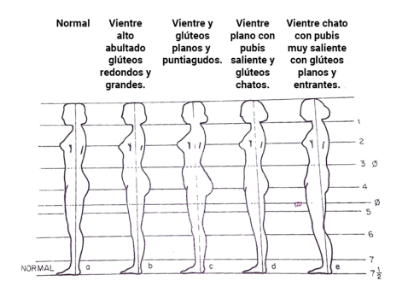 Normal
Vientre
alto
abultado
glúteos
redondos y
grandes.
Vientre y
glúteos
planos y
puntiagudos.
Vientre
plano con
pubis
saliente y
glúteos
chatos.
Vientre chato
con pubis
muy saliente
con glúteos
planos y
entrantes.
1
2
3 Ø
4
Ø
5
6
7
NORMAL a b c d e 7 1/2